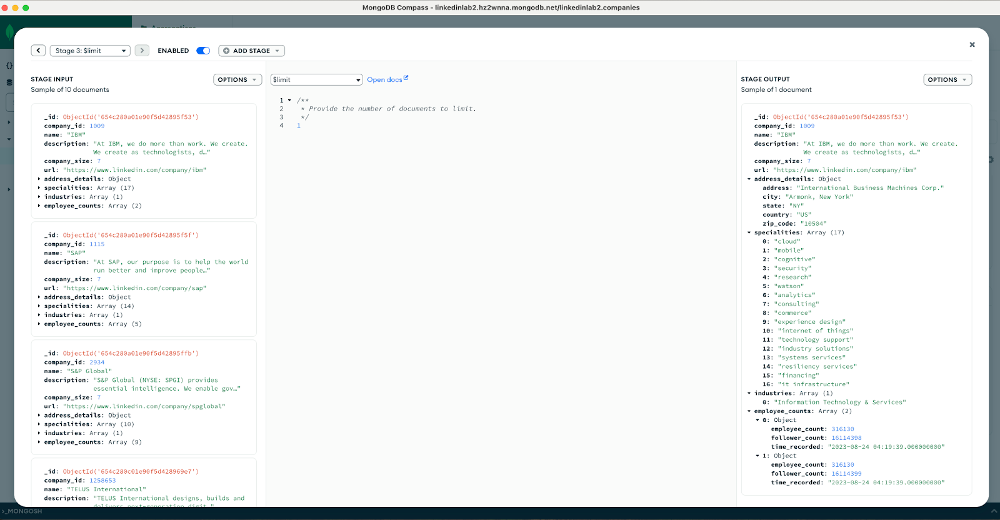 MongoDB Compass - linkedinlab2.hz2wnna.mongodb.net/linkedinlab2.companies
Aggregations
Stage 3: $limit
ENABLED
ADD STAGE
STAGE INPUT
OPTIONS
Sample of 10 documents
_id: ObjectId('654c280a01e90f5d42895f53')
company_id: 1009
name: "IBM"
description: "At IBM, we do more than work. We create.
We create as technologists, d…"
company_size: 7
url: "https://www.linkedin.com/company/ibm"
address_details: Object
specialities: Array (17)
industries: Array (1)
employee_counts: Array (2)
_id: ObjectId('654c280a01e90f5d42895f5f')
company_id: 1115
name: "SAP"
description: "At SAP, our purpose is to help the world
run better and improve people…"
company_size: 7
url: "https://www.linkedin.com/company/sap"
address_details: Object
specialities: Array (14)
industries: Array (1)
employee_counts: Array (5)
_id: ObjectId('654c280a01e90f5d42895ffb')
company_id: 2934
name: "S&P Global"
description: "S&P Global (NYSE: SPGI) provides
essential intelligence. We enable gov…"
company_size: 7
url: "https://www.linkedin.com/company/spglobal"
address_details: Object
specialities: Array (10)
industries: Array (1)
employee_counts: Array (9)
_id: ObjectId('654c280c01e90f5d428969e7')
company_id: 1258653
name: "TELUS International"
description: "TELUS International designs, builds and
delivers next-generation digit…"
$limit
Open docs
1 /**
2 * Provide the number of documents to limit.
3 */
4 1
STAGE OUTPUT
OPTIONS
Sample of 1 document
_id: ObjectId('654c280a01e90f5d42895f53')
company_id: 1009
name: "IBM"
description: "At IBM, we do more than work. We create.
We create as technologists, d…"
company_size: 7
url: "https://www.linkedin.com/company/ibm"
address_details: Object
address: "International Business Machines Corp."
city: "Armonk, New York"
state: "NY"
country: "US"
zip_code: "10504"
specialities: Array (17)
0: "cloud"
1: "mobile"
2: "cognitive"
3: "security"
4: "research"
5: "watson"
6: "analytics"
7: "consulting"
8: "commerce"
9: "experience design"
10: "internet of things"
11: "technology support"
12: "industry solutions"
13: "systems services"
14: "resiliency services"
15: "financing"
16: "it infrastructure"
industries: Array (1)
0: "Information Technology & Services"
employee_counts: Array (2)
0: Object
employee_count: 316130
follower_count: 16114398
time_recorded: "2023-08-24 04:19:39.000000000"
1: Object
employee_count: 316130
follower_count: 16114399
time_recorded: "2023-08-24 04:19:39.000000000"
>_MONGOSH